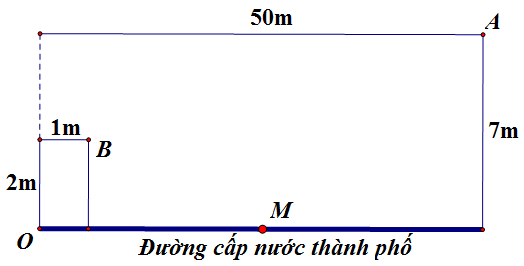 50m
A
1m
B
7m
2m
M
O
Đường cấp nước thành phố